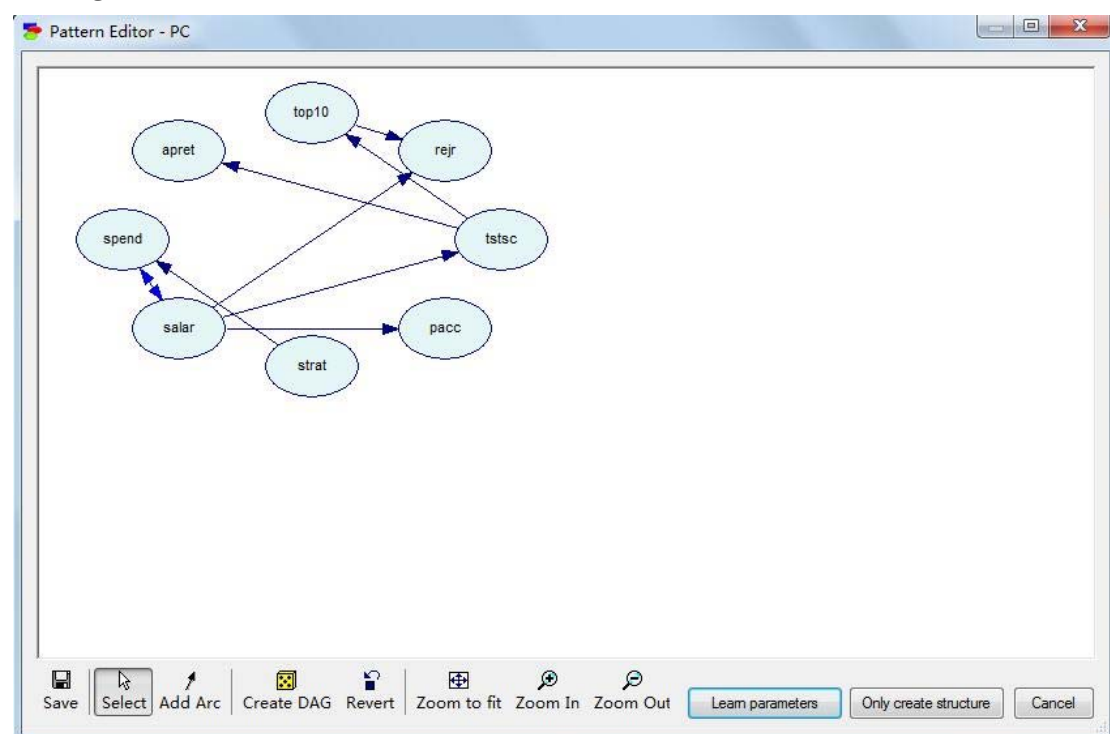 Pattern Editor - PC
top10
apret
rejr
spend
tstsc
salar
pacc
strat
Save Select Add Arc Create DAG Revert Zoom to fit Zoom In Zoom Out Learn parameters Only create structure Cancel